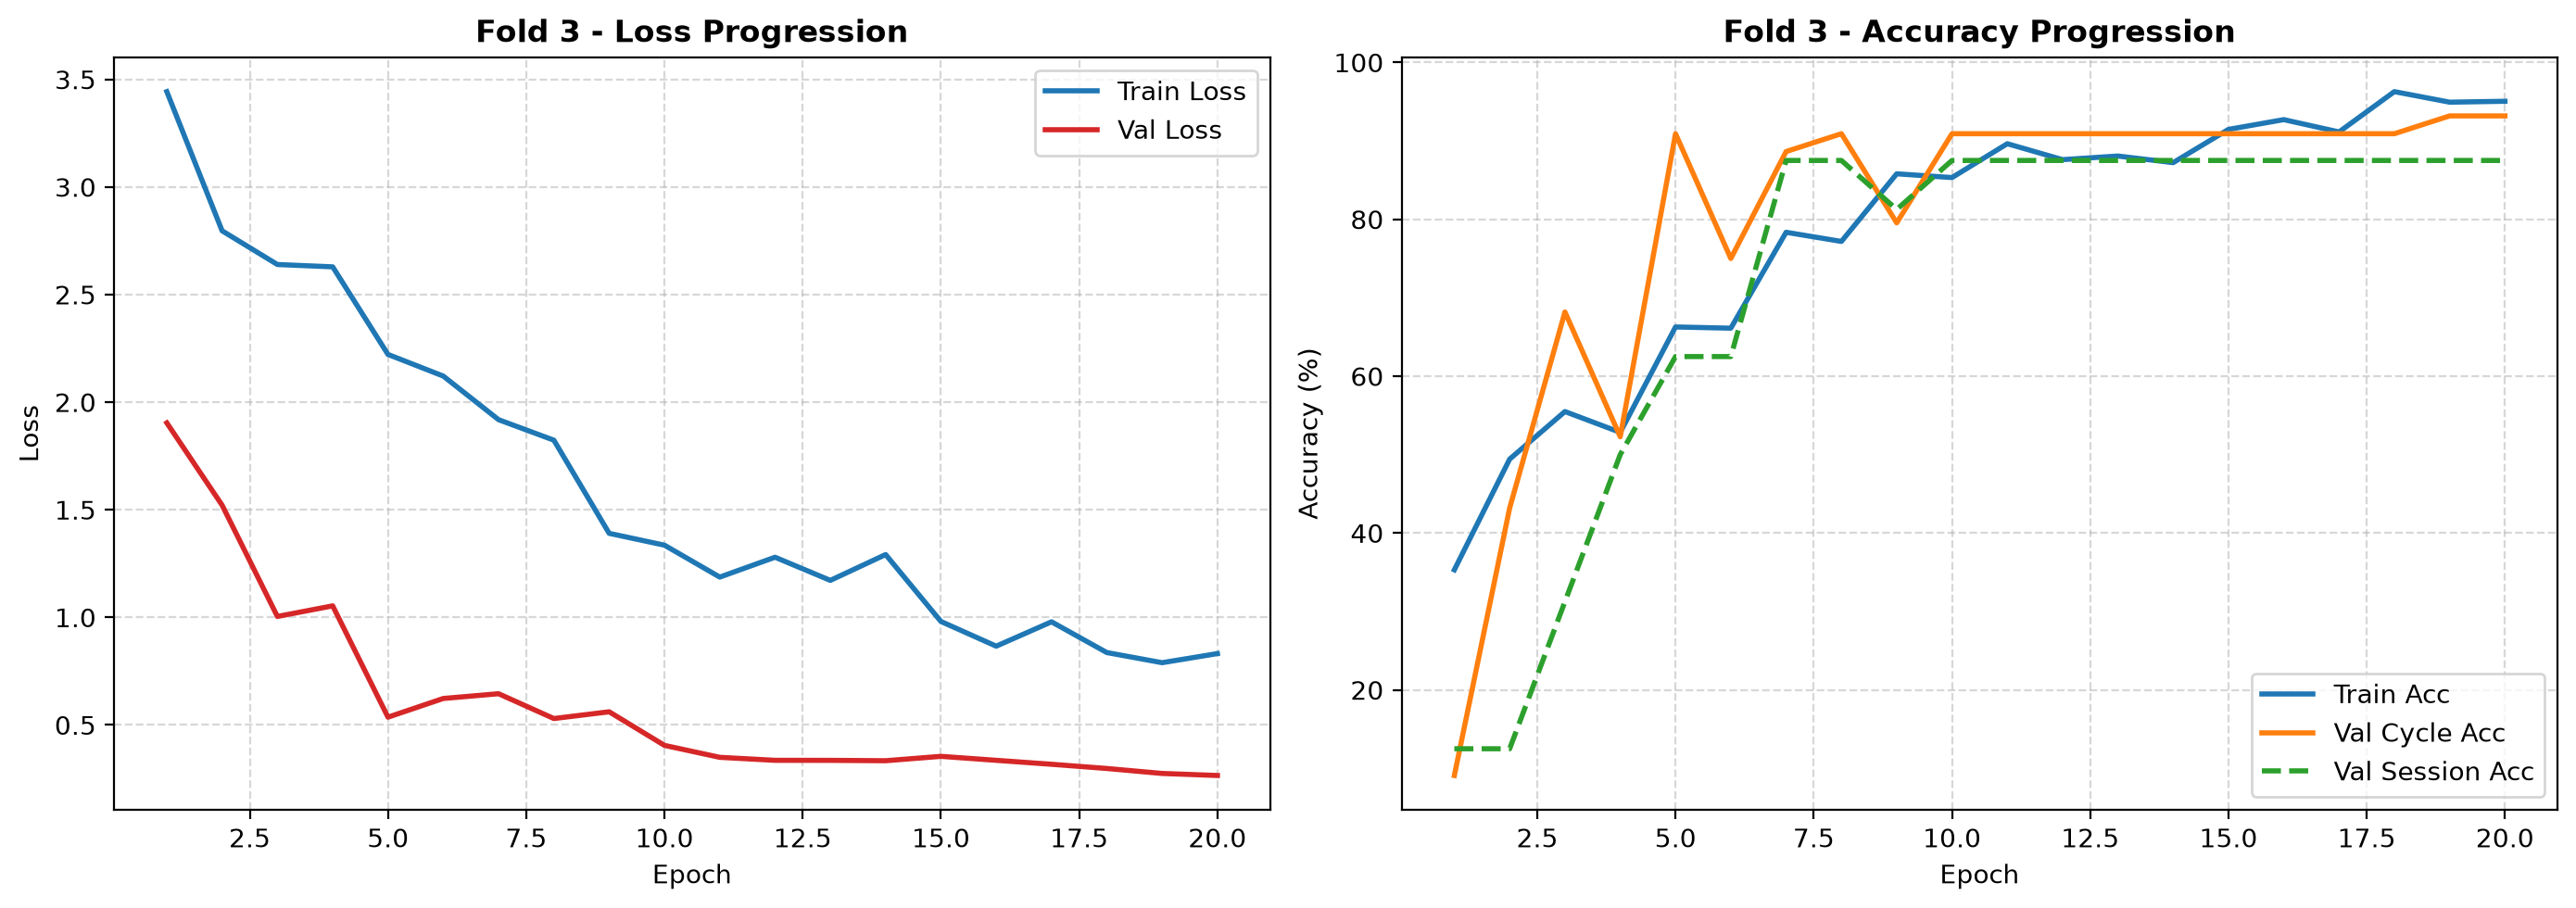 Fold 3 - Loss Progression
3.5
3.0
2.5
2.0
1.5
1.0
0.5
Loss
2.5 5.0 7.5 10.0 12.5 15.0 17.5 20.0
Epoch
Train Loss
Val Loss
Fold 3 - Accuracy Progression
100
80
60
40
20
Accuracy (%)
2.5 5.0 7.5 10.0 12.5 15.0 17.5 20.0
Epoch
Train Acc
Val Cycle Acc
Val Session Acc